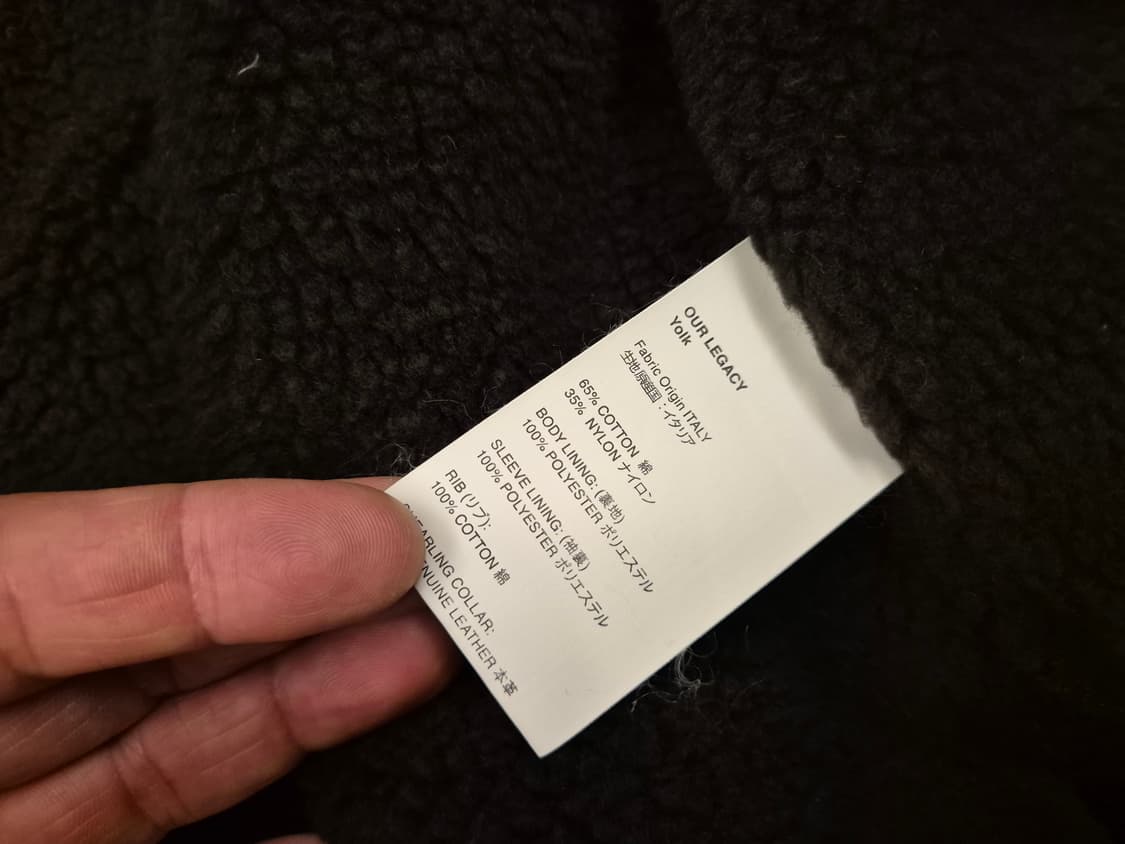 OUR LEGACY
Yolk
Fabric Origin ITALY
生地原産国：イタリア
65% COTTON 綿
35% NYLON ナイロン
BODY LINING: (裏地)
100% POLYESTER ポリエステル
SLEEVE LINING: (袖裏)
100% POLYESTER ポリエステル
RIB (リブ):
100% COTTON 綿
SHEARLING COLLAR:
GENUINE LEATHER 本革